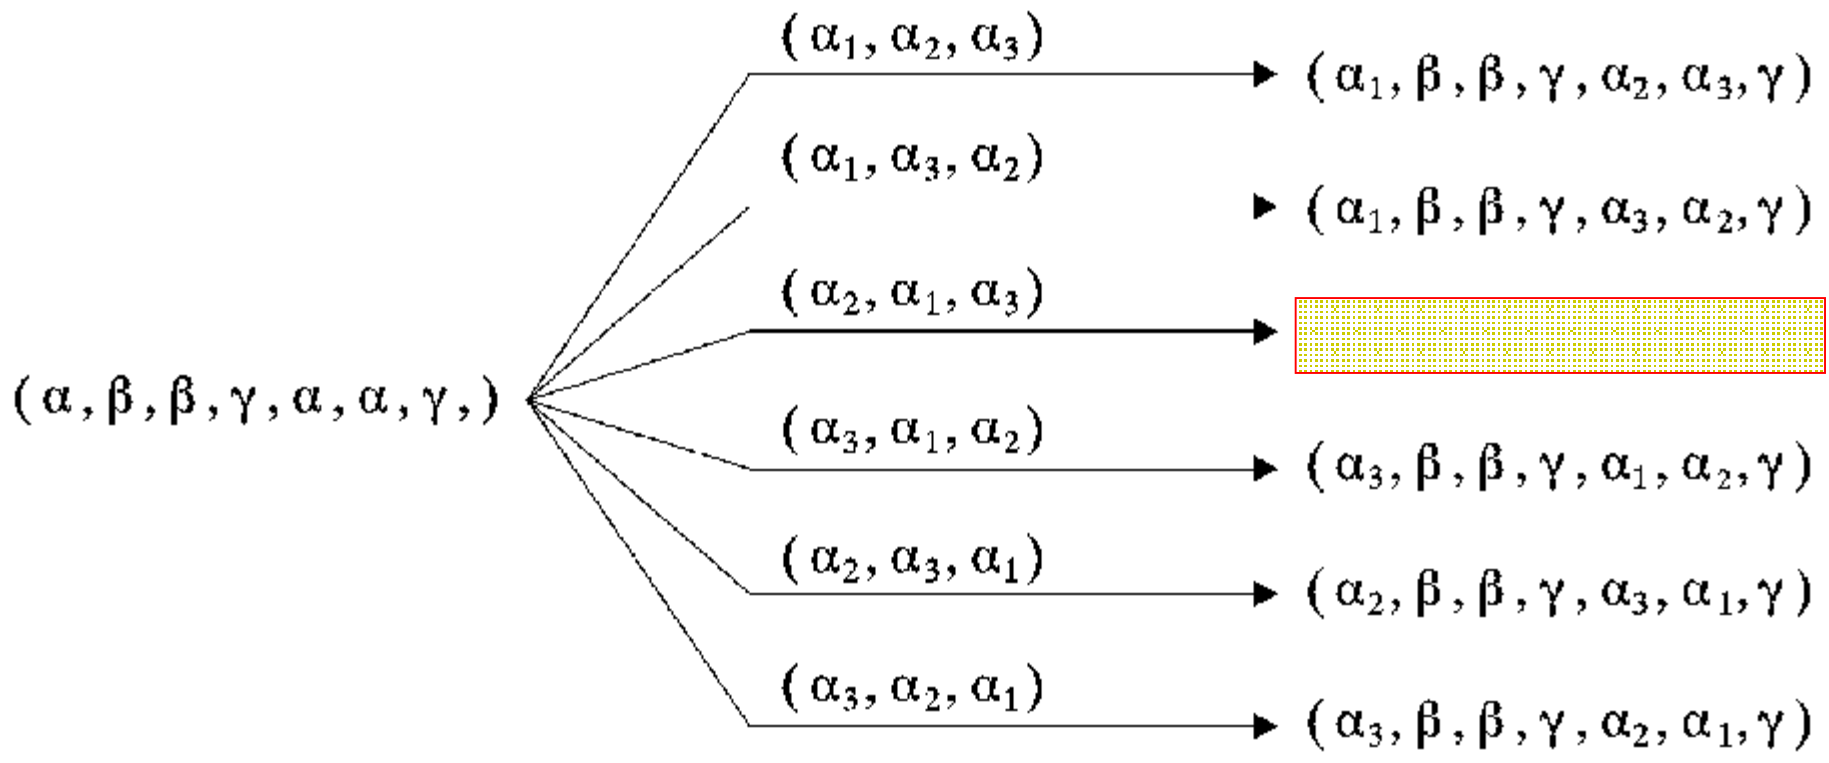 ( α₁, α₂, α₃ )
( α₁, β , β , γ , α₂, α₃, γ )
( α₁, α₃, α₂ )
( α₁, β , β , γ , α₃, α₂, γ )
( α₂, α₁, α₃ )
( α , β , β , γ , α , α , γ , )
( α₃, α₁, α₂ )
( α₃, β , β , γ , α₁, α₂, γ )
( α₂, α₃, α₁ )
( α₂, β , β , γ , α₃, α₁, γ )
( α₃, α₂, α₁ )
( α₃, β , β , γ , α₂, α₁, γ )